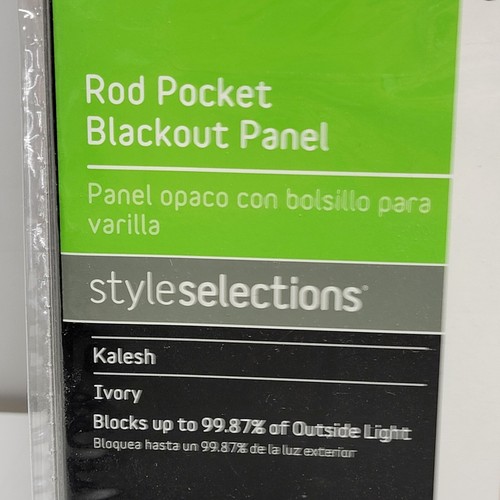 Rod Pocket
Blackout Panel
Panel opaco con bolsillo para
varilla
styleselections®
Kalesh
Ivory
Blocks up to 99.87% of Outside Light
Bloquea hasta un 99.87% de la luz exterior